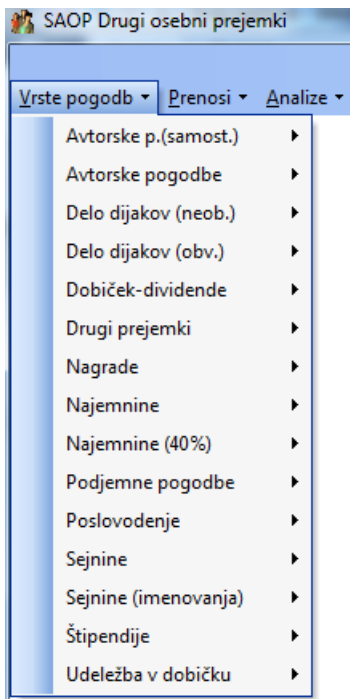 SAOP Drugi osebni prejemki
Vrste pogodb Prenosi Analize
Avtorske p.(samost.)
Avtorske pogodbe
Delo dijakov (neob.)
Delo dijakov (obv.)
Dobiček-dividende
Drugi prejemki
Nagrade
Najemnine
Najemnine (40%)
Podjemne pogodbe
Poslovodenje
Sejnine
Sejnine (imenovanja)
Štipendije
Udeležba v dobičku